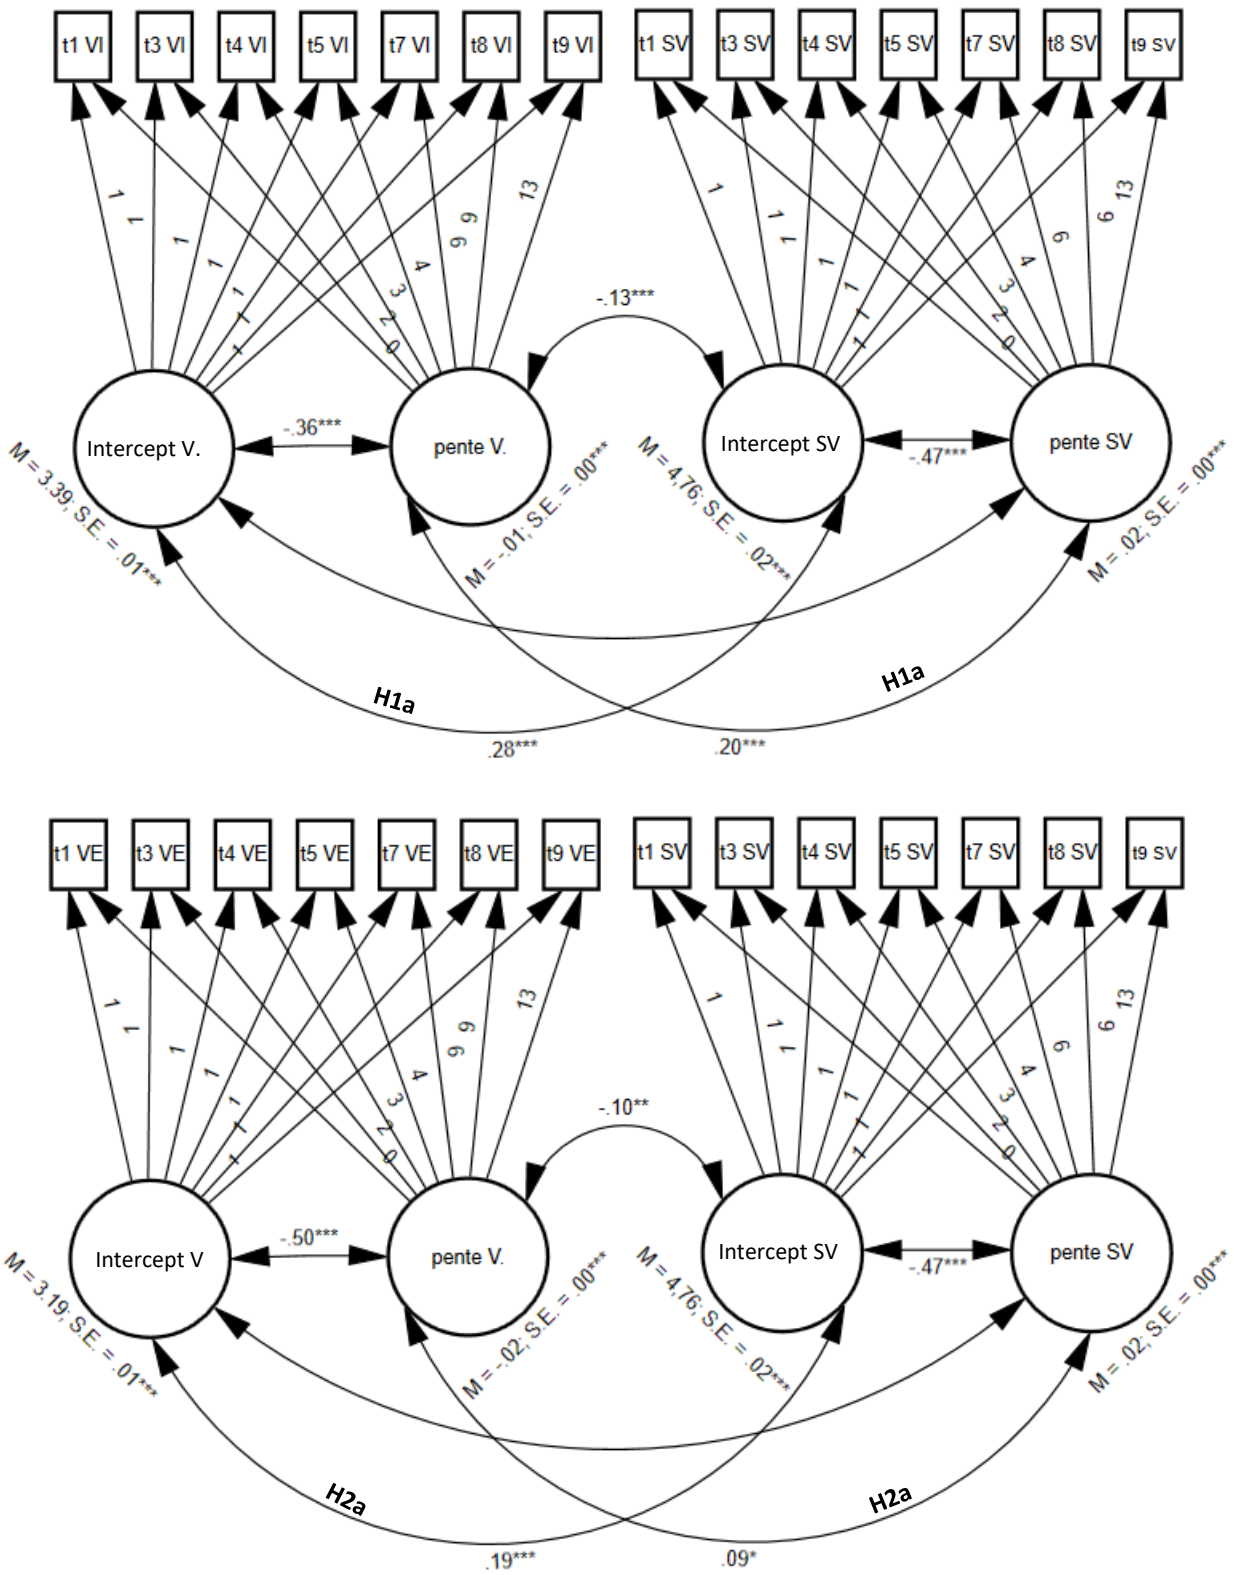 t1 VI
t3 VI
t4 VI
t5 VI
t7 VI
t8 VI
t9 VI
t1 SV
t3 SV
t4 SV
t5 SV
t7 SV
t8 SV
t9 SV
1
1
1
1
1
1
1
0
2
3
4
6
9
13
1
1
1
1
1
1
1
0
2
3
4
6
9
13
-.13***
Intercept V.
-.36***
pente V.
Intercept SV
-.47***
pente SV
M = 3.39; S.E. = .01***
M = -.01; S.E. = .00***
M = 4,76; S.E. = .02***
M = .02; S.E. = .00***
H1a
H1a
.28***
.20***
t1 VE
t3 VE
t4 VE
t5 VE
t7 VE
t8 VE
t9 VE
t1 SV
t3 SV
t4 SV
t5 SV
t7 SV
t8 SV
t9 SV
1
1
1
1
1
1
1
0
2
3
4
6
9
13
1
1
1
1
1
1
1
0
2
3
4
6
9
13
-.10**
Intercept V
-.50***
pente V.
Intercept SV
-.47***
pente SV
M = 3.19; S.E. = .01***
M = -.02; S.E. = .00***
M = 4,76; S.E. = .02***
M = .02; S.E. = .00***
H2a
H2a
.19***
.09*